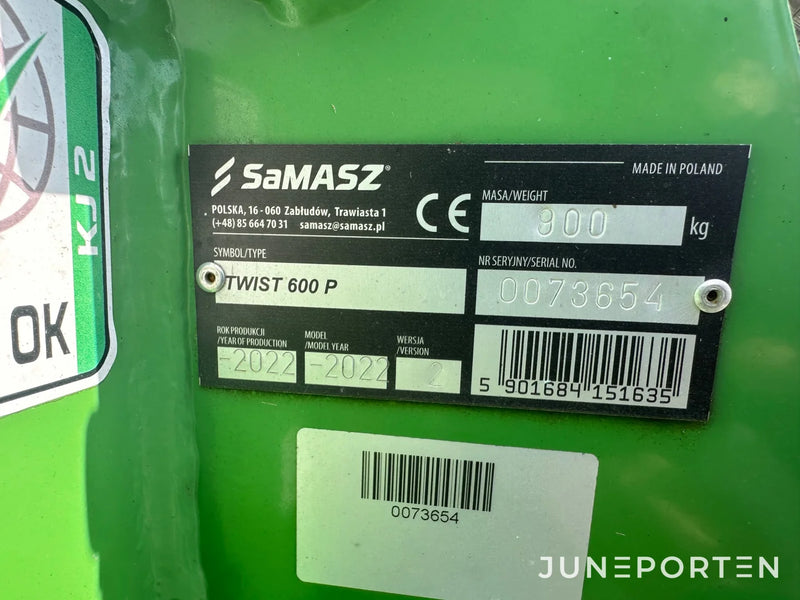 KJ 2
OK
SaMASZ®
POLSKA, 16 - 060 Zabłudów, Trawiasta 1
(+48) 85 664 70 31 samasz@samasz.pl
CE
MADE IN POLAND
MASA/WEIGHT
900 kg
SYMBOL/TYPE
TWIST 600 P
NR SERYJNY/SERIAL NO.
0073654
ROK PRODUKCJI
/YEAR OF PRODUCTION
-2022
MODEL
/MODEL YEAR
-2022
WERSJA
/VERSION
2
5 901684 151635
0073654
JUNEPORTEN